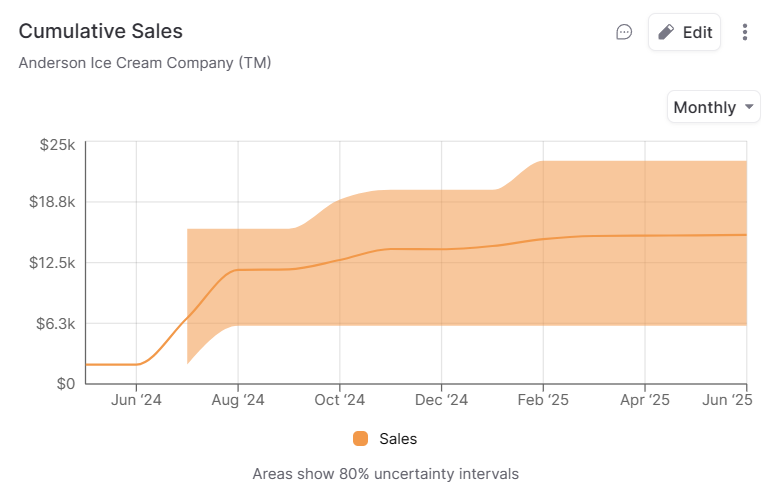 Cumulative Sales
Edit
Anderson Ice Cream Company (TM)
Monthly
$25k
$18.8k
$12.5k
$6.3k
$0
Jun ‘24 Aug ‘24 Oct ‘24 Dec ‘24 Feb ‘25 Apr ‘25 Jun ‘25
Sales
Areas show 80% uncertainty intervals